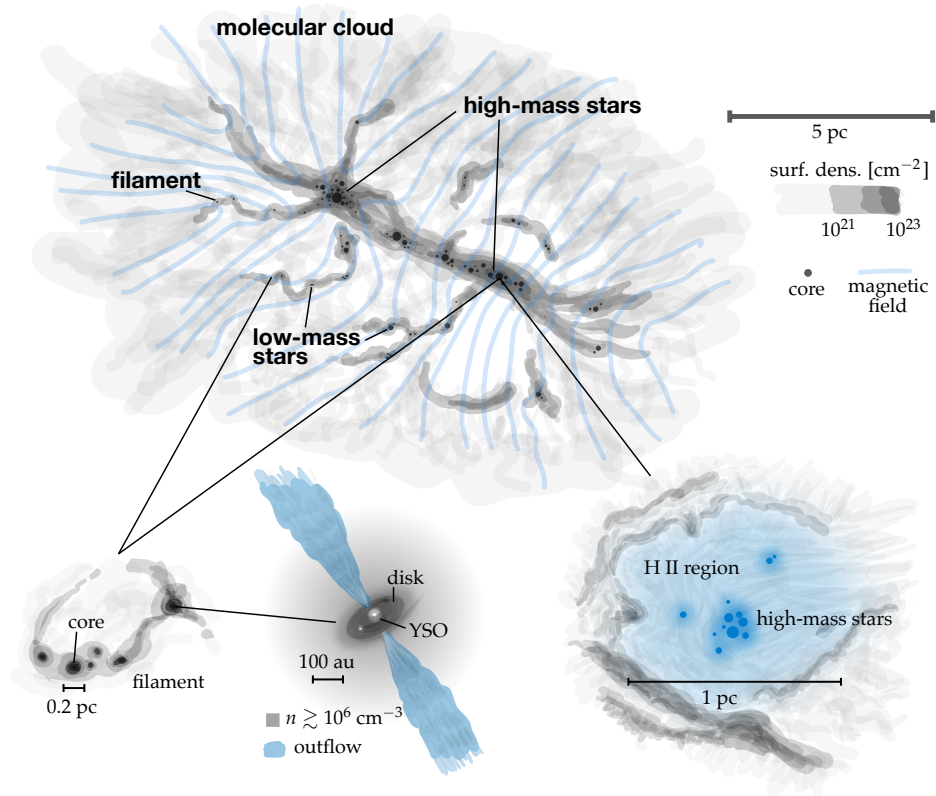 molecular cloud
high-mass stars
5 pc
surf. dens. [cm⁻²]
10²¹ 10²³
core
magnetic
field
filament
low-mass
stars
core
filament
0.2 pc
disk
YSO
100 au
n ≳ 10⁶ cm⁻³
outflow
H II region
high-mass stars
1 pc